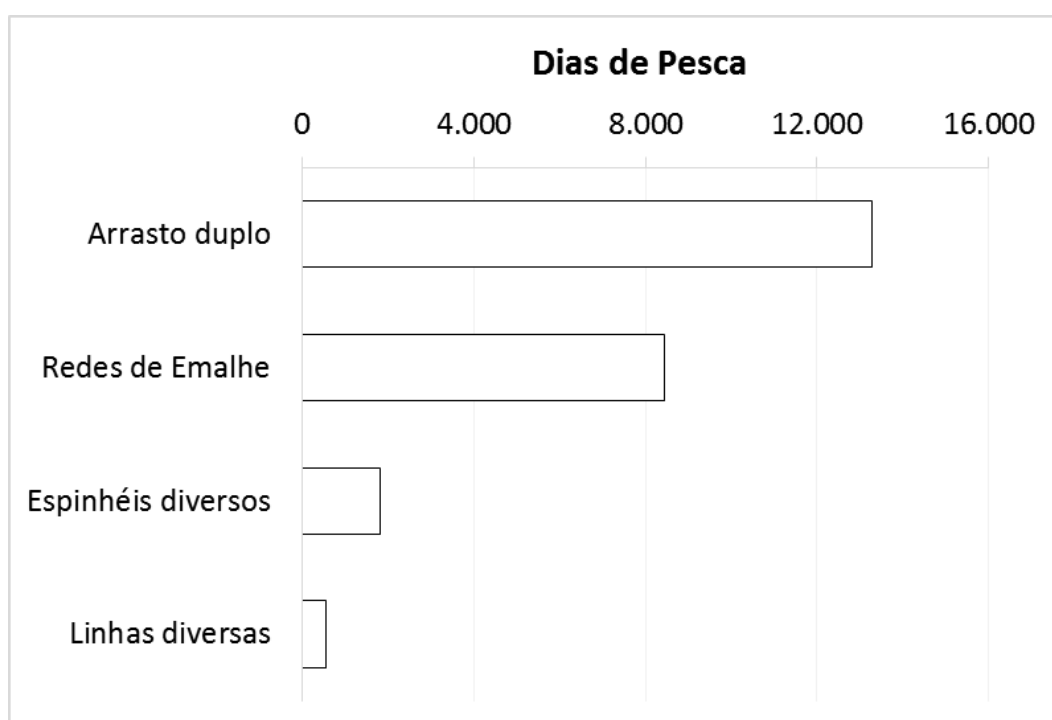 Dias de Pesca
0 4.000 8.000 12.000 16.000
Arrasto duplo
Redes de Emalhe
Espinhéis diversos
Linhas diversas